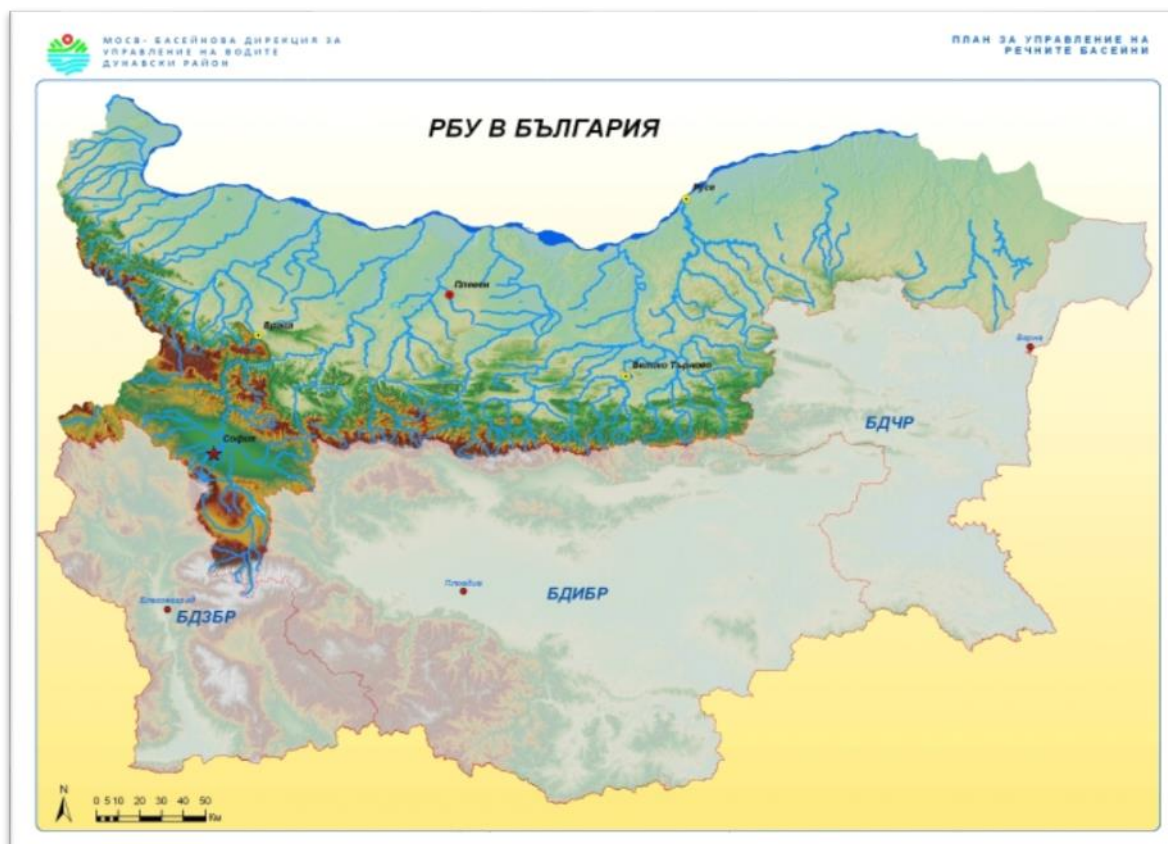 МОСВ- БАСЕЙНОВА ДИРЕКЦИЯ ЗА
УПРАВЛЕНИЕ НА ВОДИТЕ
ДУНАВСКИ РАЙОН
ПЛАН ЗА УПРАВЛЕНИЕ НА
РЕЧНИТЕ БАСЕЙНИ
РБУ В БЪЛГАРИЯ
Русе
Плевен
Враца
Варна
Велико Търново
БДЧР
София
Пловдив
БДИБР
Благоевград
БДЗБР
N
0 5 10 20 30 40 50
Км